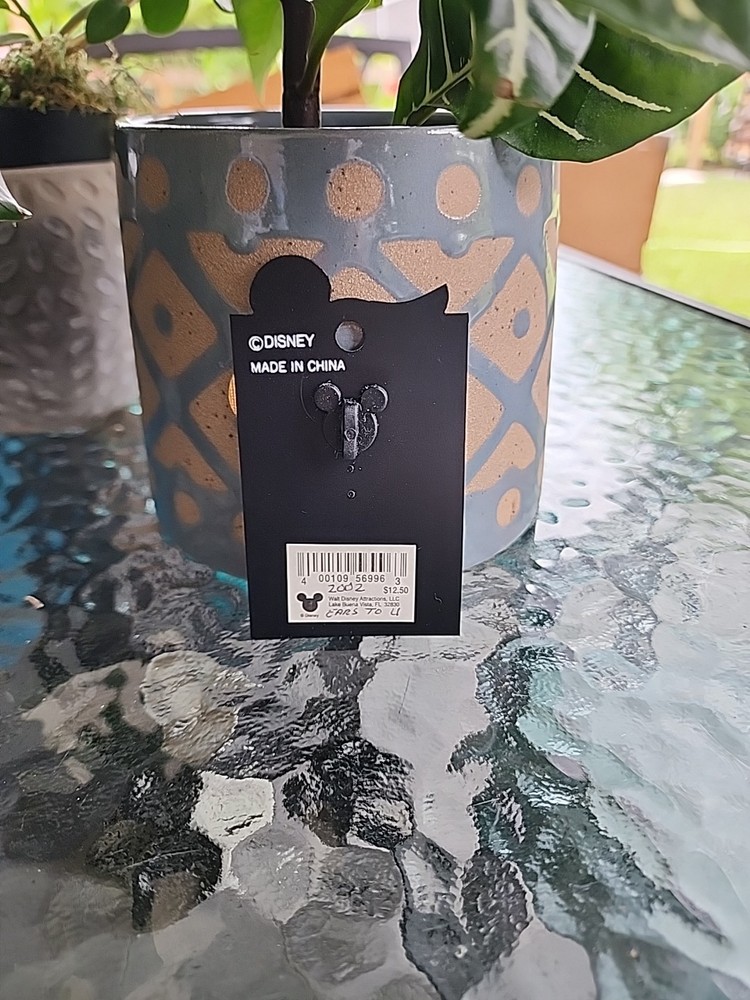 ©DISNEY
MADE IN CHINA
4 00109 56996 3
2002
$12.50
Walt Disney Attractions, LLC
Lake Buena Vista, FL 32830
© Disney
EARS TO U